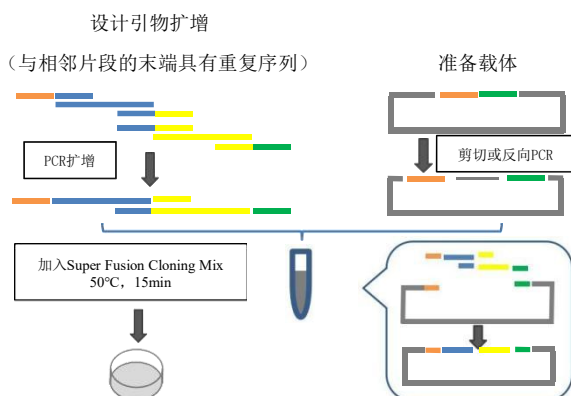 设计引物扩增
（与相邻片段的末端具有重复序列）
准备载体
PCR扩增
剪切或反向PCR
加入Super Fusion Cloning Mix
50℃，15min